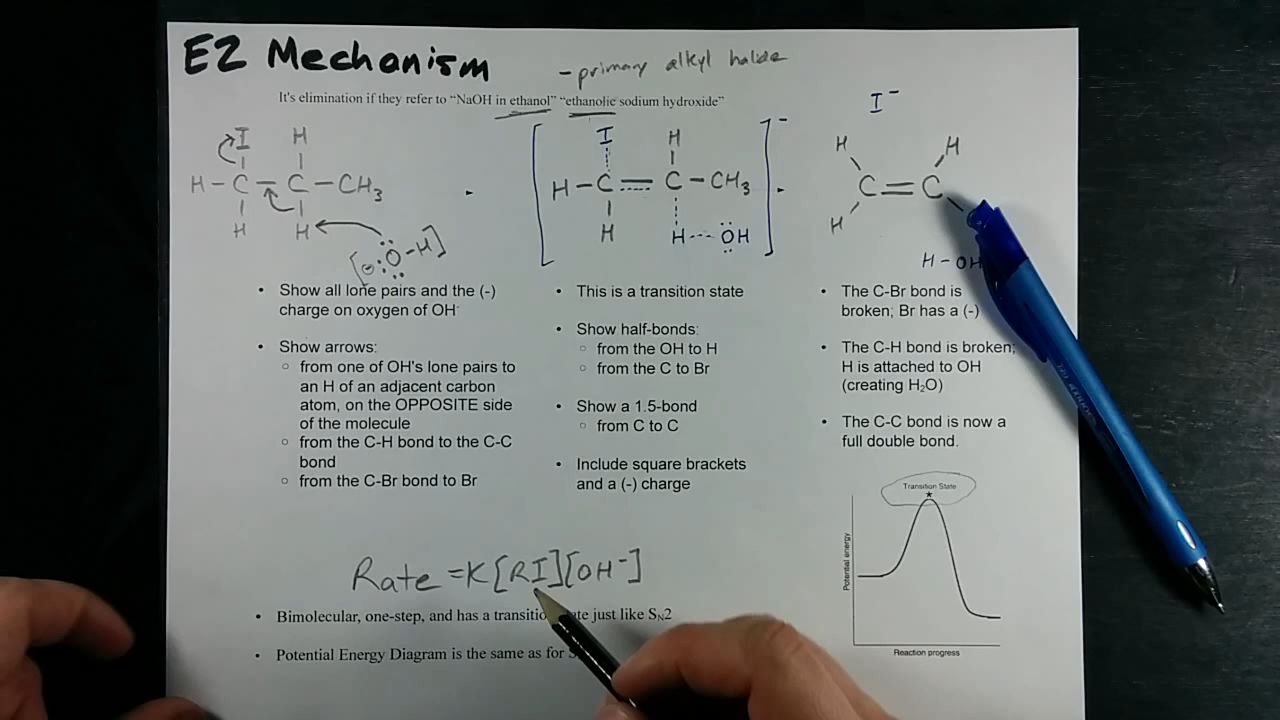 E2 Mechanism
- primary alkyl halide
It's elimination if they refer to "NaOH in ethanol" "ethanolic sodium hydroxide"
I H
H-C-C-CH3
H H
[⊖:O-H]
[ I H ]-
H-C=C-CH3
H H---OH
I-
H H
C=C
H
H-OH
• Show all lone pairs and the (-)
charge on oxygen of OH-
• Show arrows:
○ from one of OH's lone pairs to
an H of an adjacent carbon
atom, on the OPPOSITE side
of the molecule
○ from the C-H bond to the C-C
bond
○ from the C-Br bond to Br
• This is a transition state
• Show half-bonds:
○ from the OH to H
○ from the C to Br
• Show a 1.5-bond
○ from C to C
• Include square brackets
and a (-) charge
• The C-Br bond is
broken; Br has a (-)
• The C-H bond is broken;
H is attached to OH
(creating H2O)
• The C-C bond is now a
full double bond.
Transition State
Potential energy
Reaction progress
Rate = K[RI][OH-]
• Bimolecular, one-step, and has a transitio te just like SN2
• Potential Energy Diagram is the same as for S